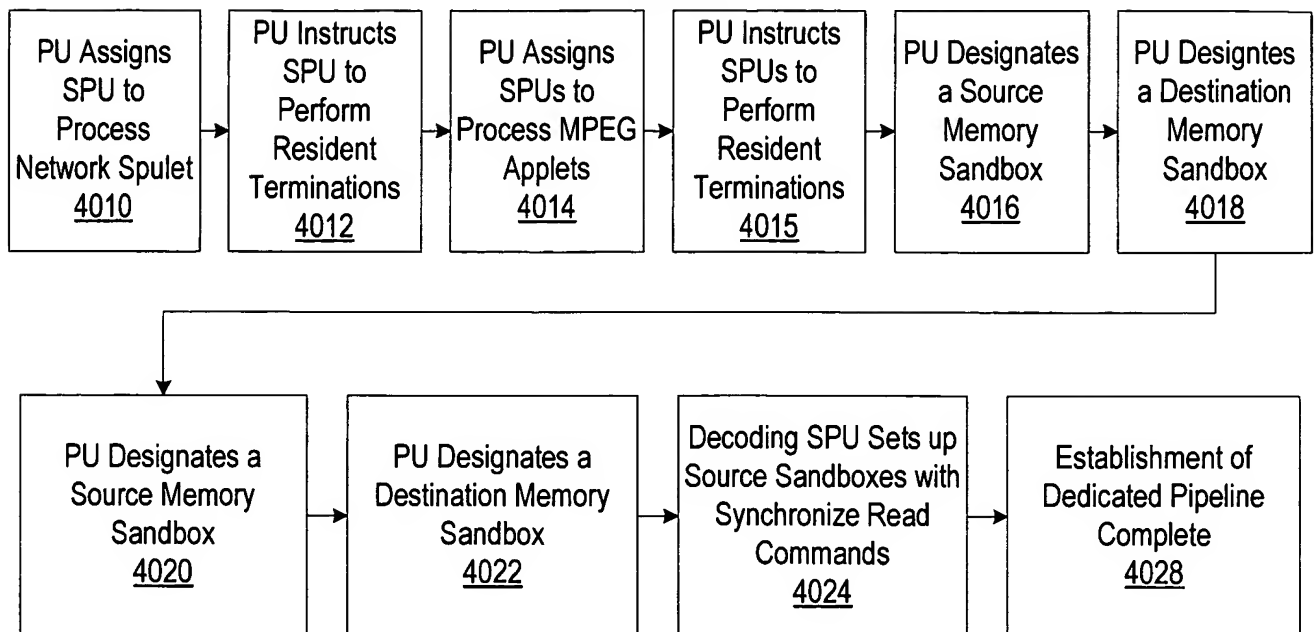 PU Assigns
SPU to
Process
Network Spulet
4010
PU Instructs
SPU to
Perform
Resident
Terminations
4012
PU Assigns
SPUs to
Process MPEG
Applets
4014
PU Instructs
SPUs to
Perform
Resident
Terminations
4015
PU Designates
a Source
Memory
Sandbox
4016
PU Designtes
a Destination
Memory
Sandbox
4018
PU Designates a
Source Memory
Sandbox
4020
PU Designates a
Destination Memory
Sandbox
4022
Decoding SPU Sets up
Source Sandboxes with
Synchronize Read
Commands
4024
Establishment of
Dedicated Pipeline
Complete
4028